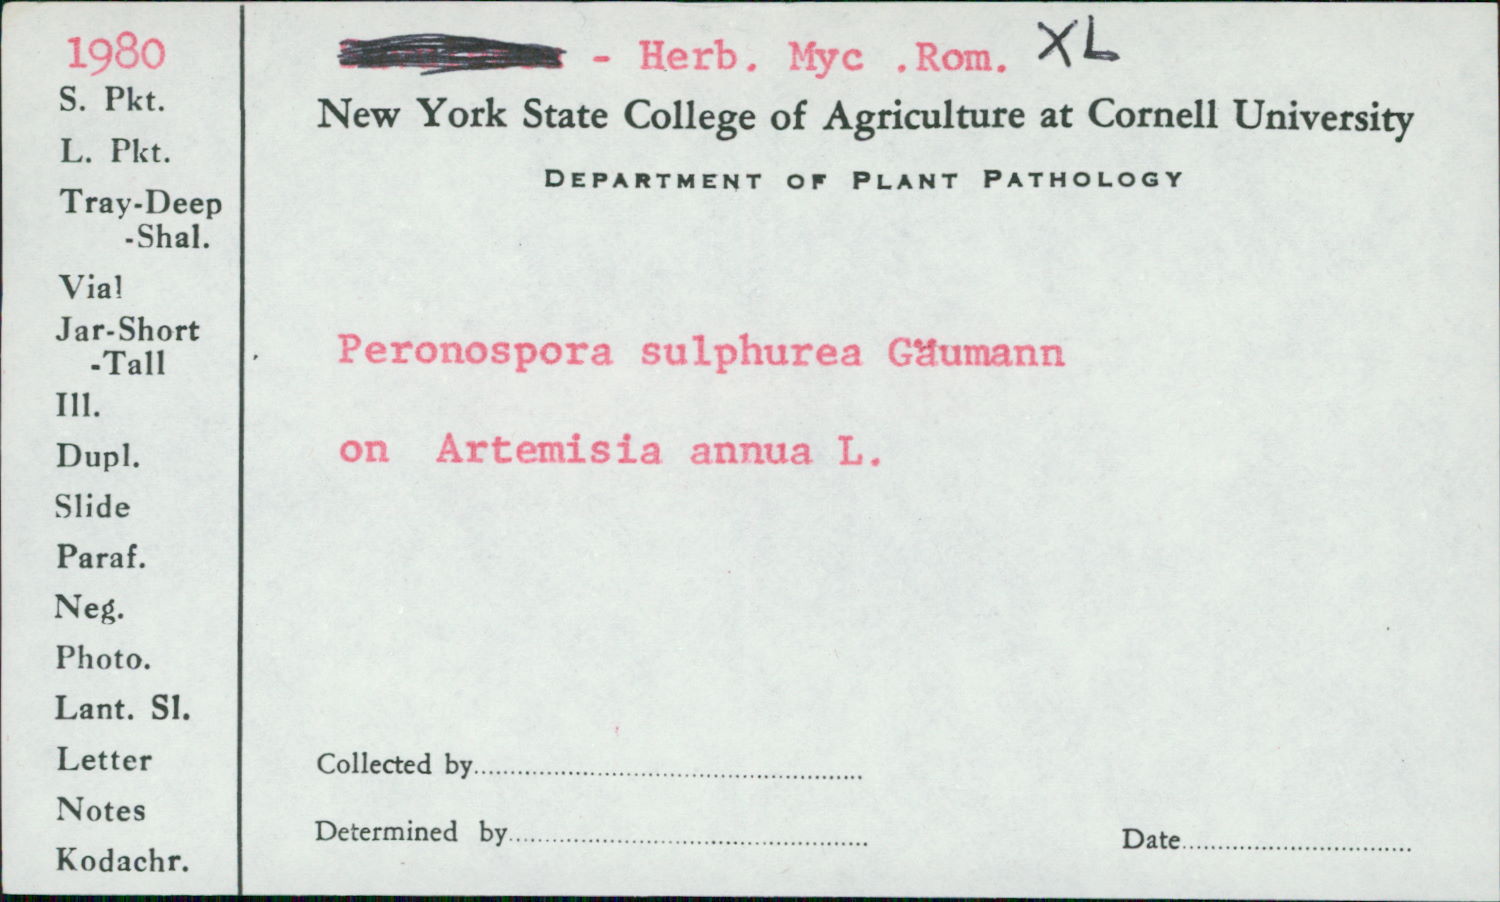 1980
S. Pkt.
L. Pkt.
Tray-Deep
-Shal.
Vial
Jar-Short
-Tall
Ill.
Dupl.
Slide
Paraf.
Neg.
Photo.
Lant. Sl.
Letter
Notes
Kodachr.
- Herb. Myc .Rom. XL
New York State College of Agriculture at Cornell University
DEPARTMENT OF PLANT PATHOLOGY
Peronospora sulphurea Gäumann
on Artemisia annua L.
Collected by
Determined by
Date